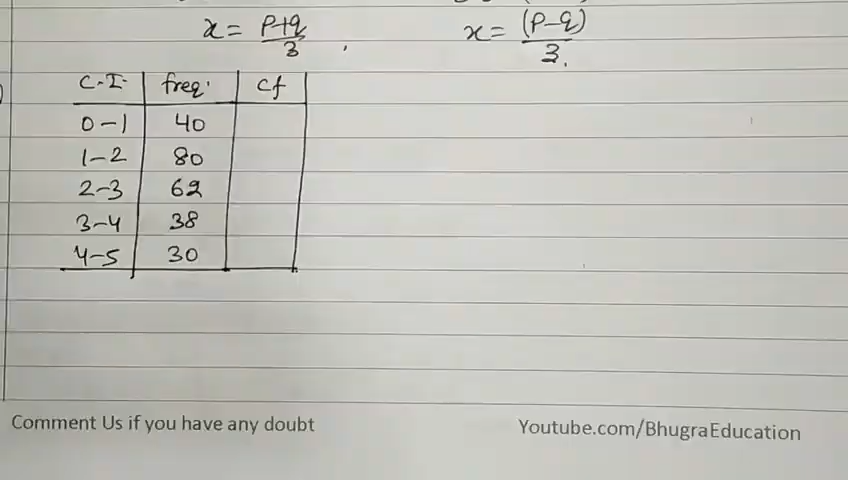 x = p+q/3 , x = (p-q)/3.
C.I. freq. Cf
0-1 40
1-2 80
2-3 62
3-4 38
4-5 30
Comment Us if you have any doubt Youtube.com/BhugraEducation